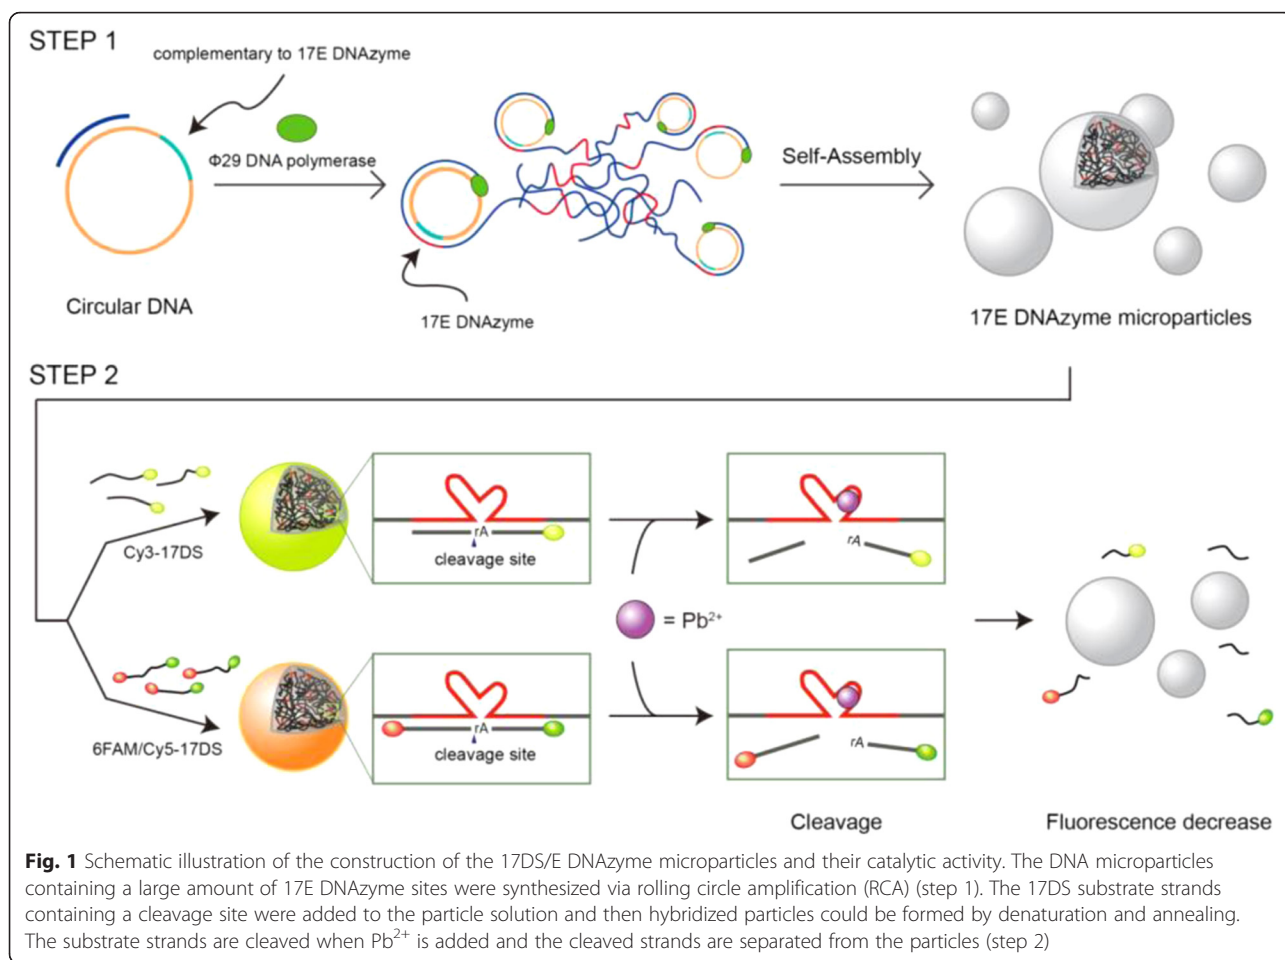 STEP 1
complementary to 17E DNAzyme
Φ29 DNA polymerase
Self-Assembly
Circular DNA
17E DNAzyme
17E DNAzyme microparticles
STEP 2
Cy3-17DS
rA
cleavage site
rA
= Pb²⁺
6FAM/Cy5-17DS
rA
cleavage site
rA
Cleavage
Fluorescence decrease
Fig. 1 Schematic illustration of the construction of the 17DS/E DNAzyme microparticles and their catalytic activity. The DNA microparticles
containing a large amount of 17E DNAzyme sites were synthesized via rolling circle amplification (RCA) (step 1). The 17DS substrate strands
containing a cleavage site were added to the particle solution and then hybridized particles could be formed by denaturation and annealing.
The substrate strands are cleaved when Pb²⁺ is added and the cleaved strands are separated from the particles (step 2)